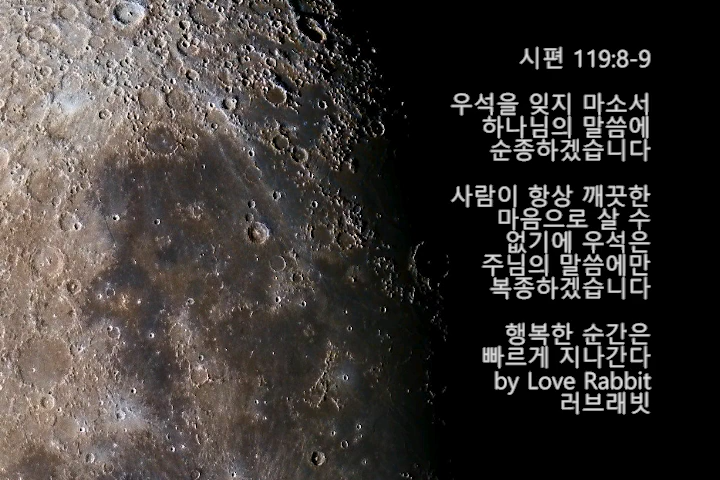 시편 119:8-9
우석을 잊지 마소서
하나님의 말씀에
순종하겠습니다
사람이 항상 깨끗한
마음으로 살 수
없기에 우석은
주님의 말씀에만
복종하겠습니다
행복한 순간은
빠르게 지나간다
by Love Rabbit
러브래빗